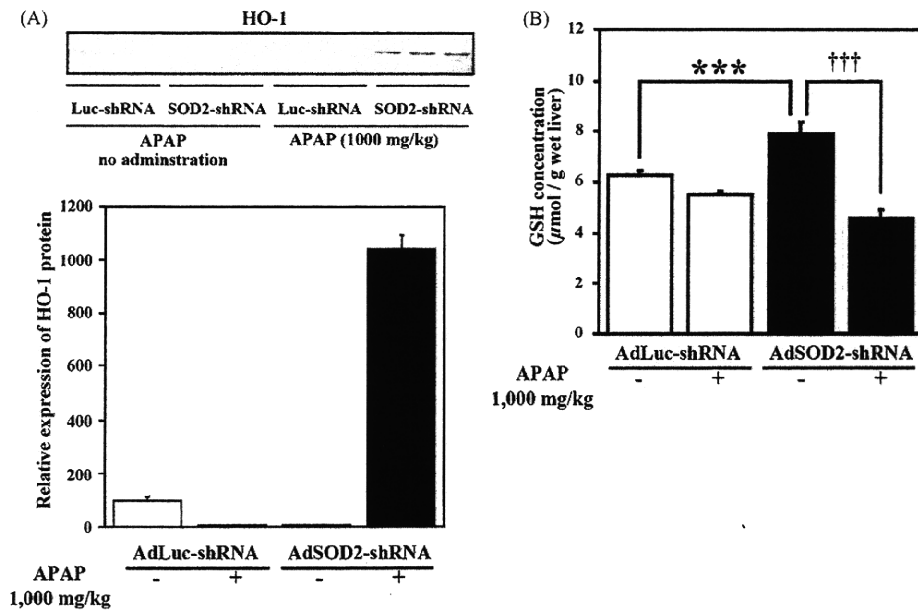 (A)
HO-1
Luc-shRNA SOD2-shRNA Luc-shRNA SOD2-shRNA
APAP
no adminstration
APAP (1000 mg/kg)
Relative expression of HO-1 protein
1200
1000
800
600
400
200
0
AdLuc-shRNA AdSOD2-shRNA
APAP
1,000 mg/kg
- + - +
(B)
GSH concentration
(μmol / g wet liver)
12
10
8
6
4
2
0
*** †††
AdLuc-shRNA AdSOD2-shRNA
APAP
1,000 mg/kg
- + - +